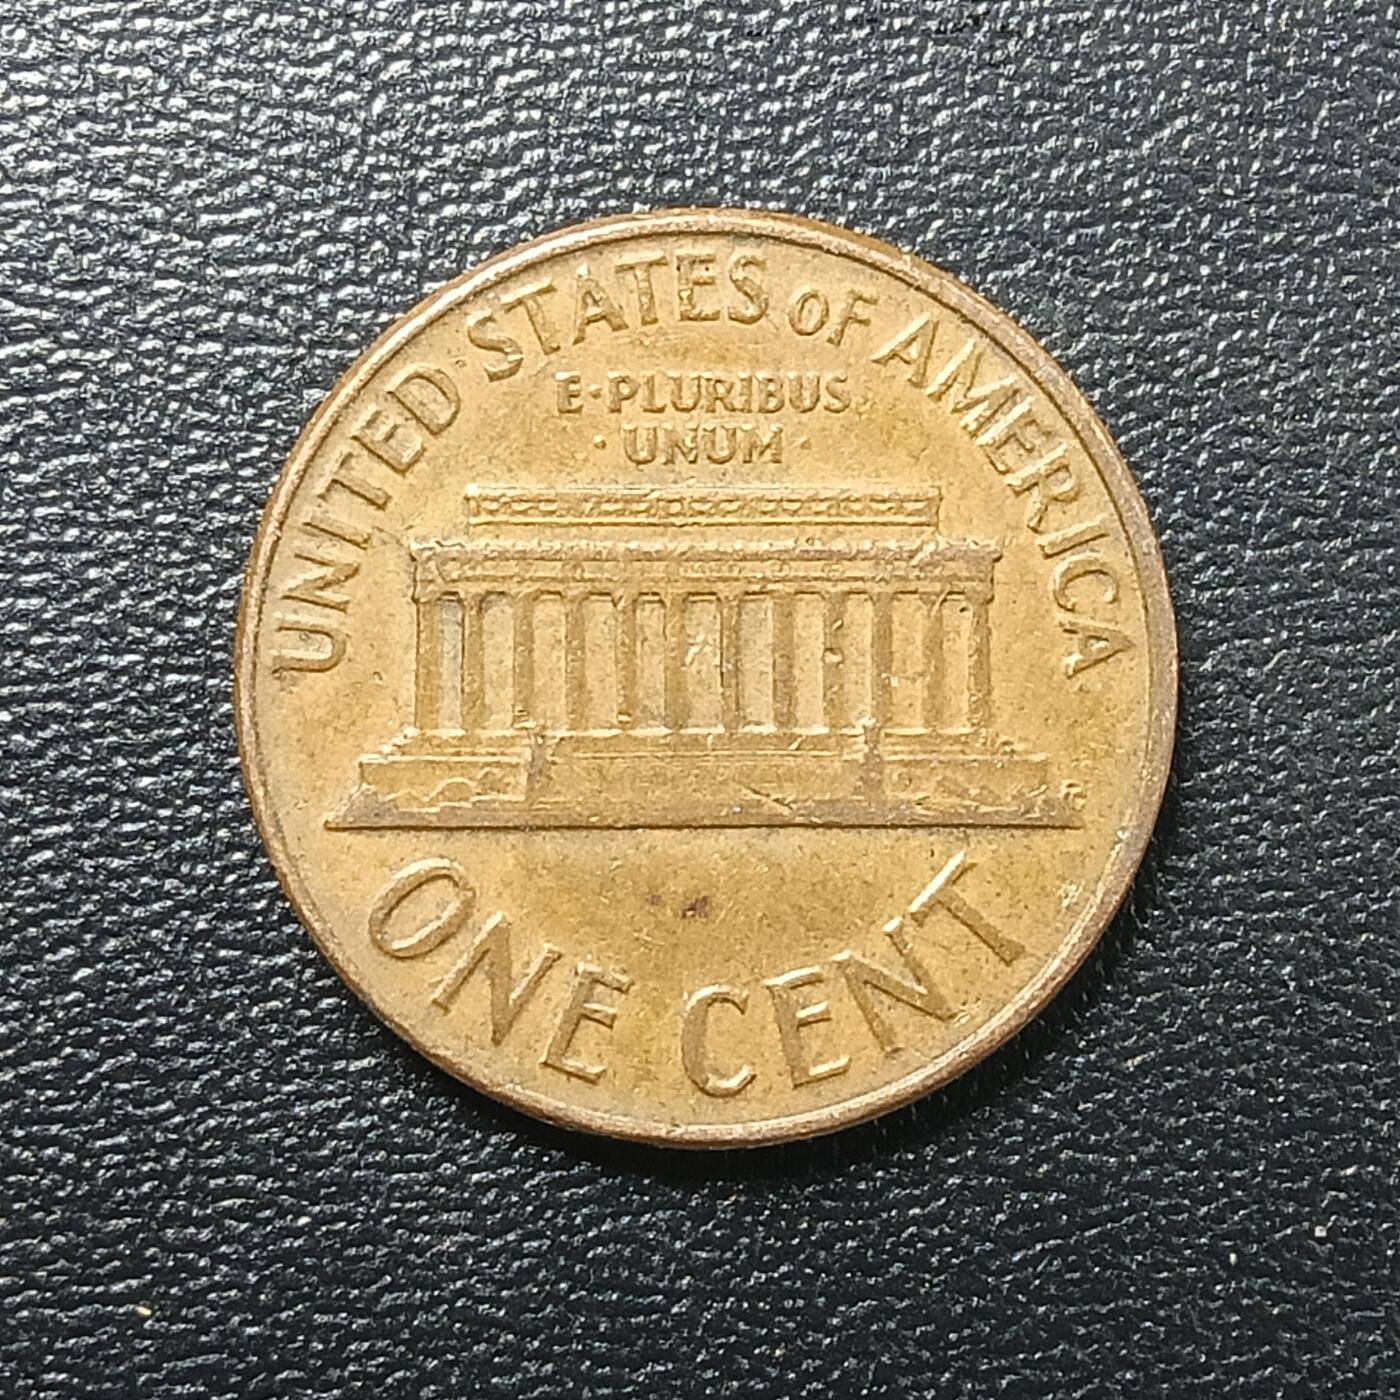 UNITED·STATES OF AMERICA
E·PLURIBUS
·UNUM·
ONE CENT